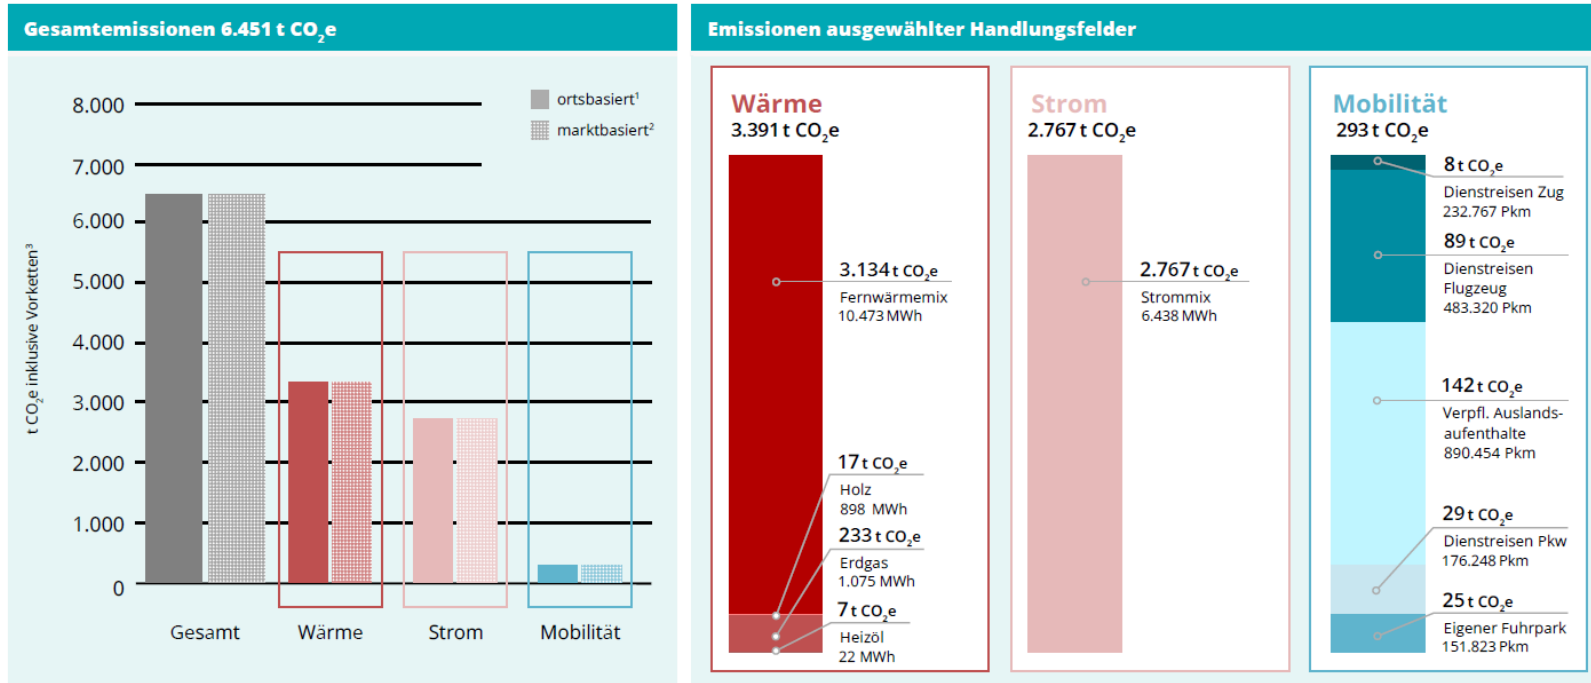 Gesamtemissionen 6.451 t CO₂e
ortsbasiert¹
marktbasiert²
t CO₂e inklusive Vorketten³
8.000
7.000
6.000
5.000
4.000
3.000
2.000
1.000
0
Gesamt
Wärme
Strom
Mobilität
Emissionen ausgewählter Handlungsfelder
Wärme
3.391 t CO₂e
3.134 t CO₂e
Fernwärmemix
10.473 MWh
17 t CO₂e
Holz
898 MWh
233 t CO₂e
Erdgas
1.075 MWh
7 t CO₂e
Heizöl
22 MWh
Strom
2.767 t CO₂e
2.767 t CO₂e
Strommix
6.438 MWh
Mobilität
293 t CO₂e
8 t CO₂e
Dienstreisen Zug
232.767 Pkm
89 t CO₂e
Dienstreisen
Flugzeug
483.320 Pkm
142 t CO₂e
Verpfl. Auslands-
aufenthalte
890.454 Pkm
29 t CO₂e
Dienstreisen Pkw
176.248 Pkm
25 t CO₂e
Eigener Fuhrpark
151.823 Pkm